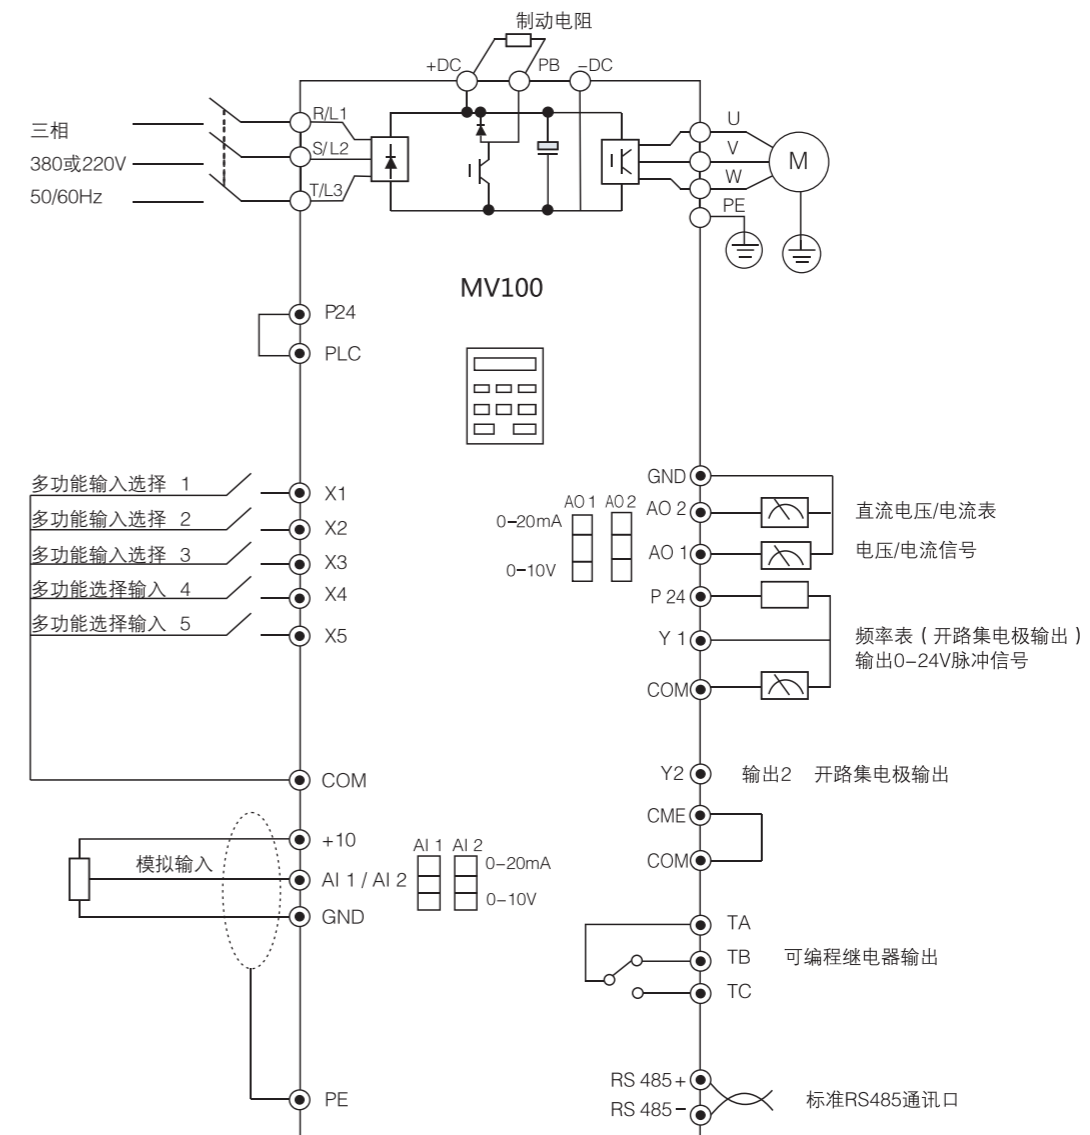 制动电阻
+DC
PB
-DC
三相
380或220V
50/60Hz
R/L1
S/L2
T/L3
U
V
W
PE
M
MV100
P24
PLC
多功能输入选择 1
X1
多功能输入选择 2
X2
多功能输入选择 3
X3
多功能选择输入 4
X4
多功能选择输入 5
X5
COM
模拟输入
+10
AI 1 / AI 2
GND
AI 1 AI 2
0-20mA
0-10V
PE
AO 1 AO 2
0-20mA
0-10V
GND
AO 2
直流电压/电流表
AO 1
电压/电流信号
P 24
Y 1
频率表(开路集电极输出)
输出0-24V脉冲信号
COM
Y2
输出2 开路集电极输出
CME
COM
TA
TB
可编程继电器输出
TC
RS 485+
RS 485-
标准RS485通讯口